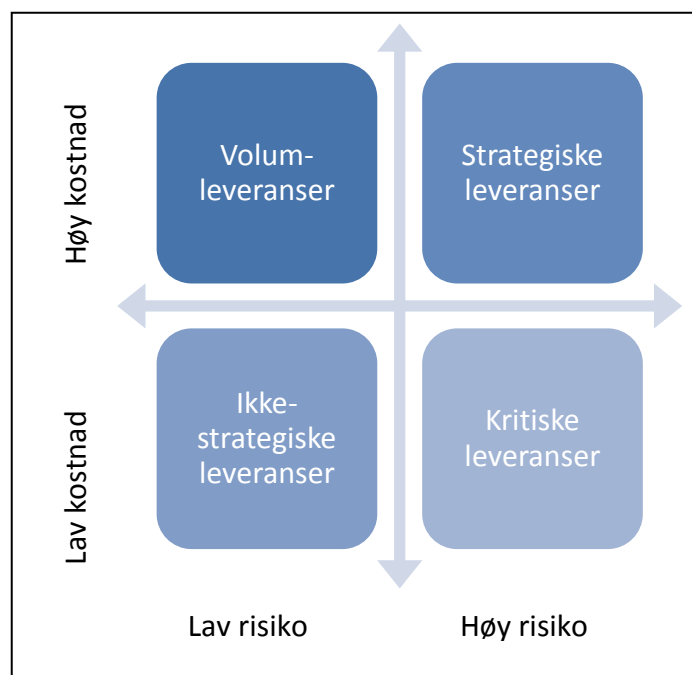 Høy kostnad
Volum-
leveranser
Strategiske
leveranser
Lav kostnad
Ikke-
strategiske
leveranser
Kritiske
leveranser
Lav risiko
Høy risiko